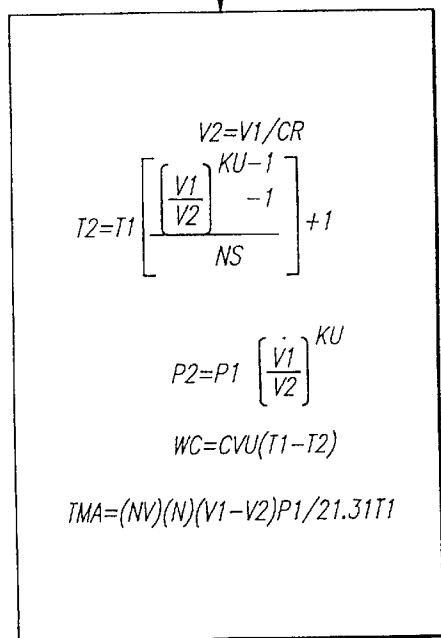 V2=V1/CR
T2=T1[((V1/V2)^KU-1 -1)/NS]+1
P2=P1 (V1/V2)^KU
WC=CVU(T1-T2)
TMA=(NV)(N)(V1-V2)P1/21.31T1